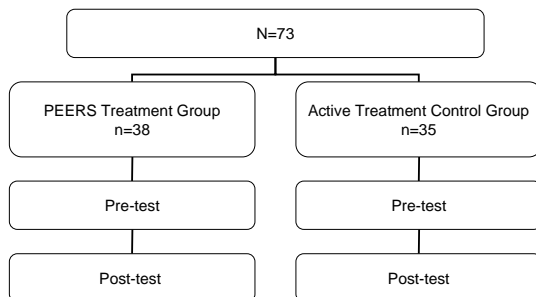 N=73
PEERS Treatment Group
n=38
Active Treatment Control Group
n=35
Pre-test
Pre-test
Post-test
Post-test